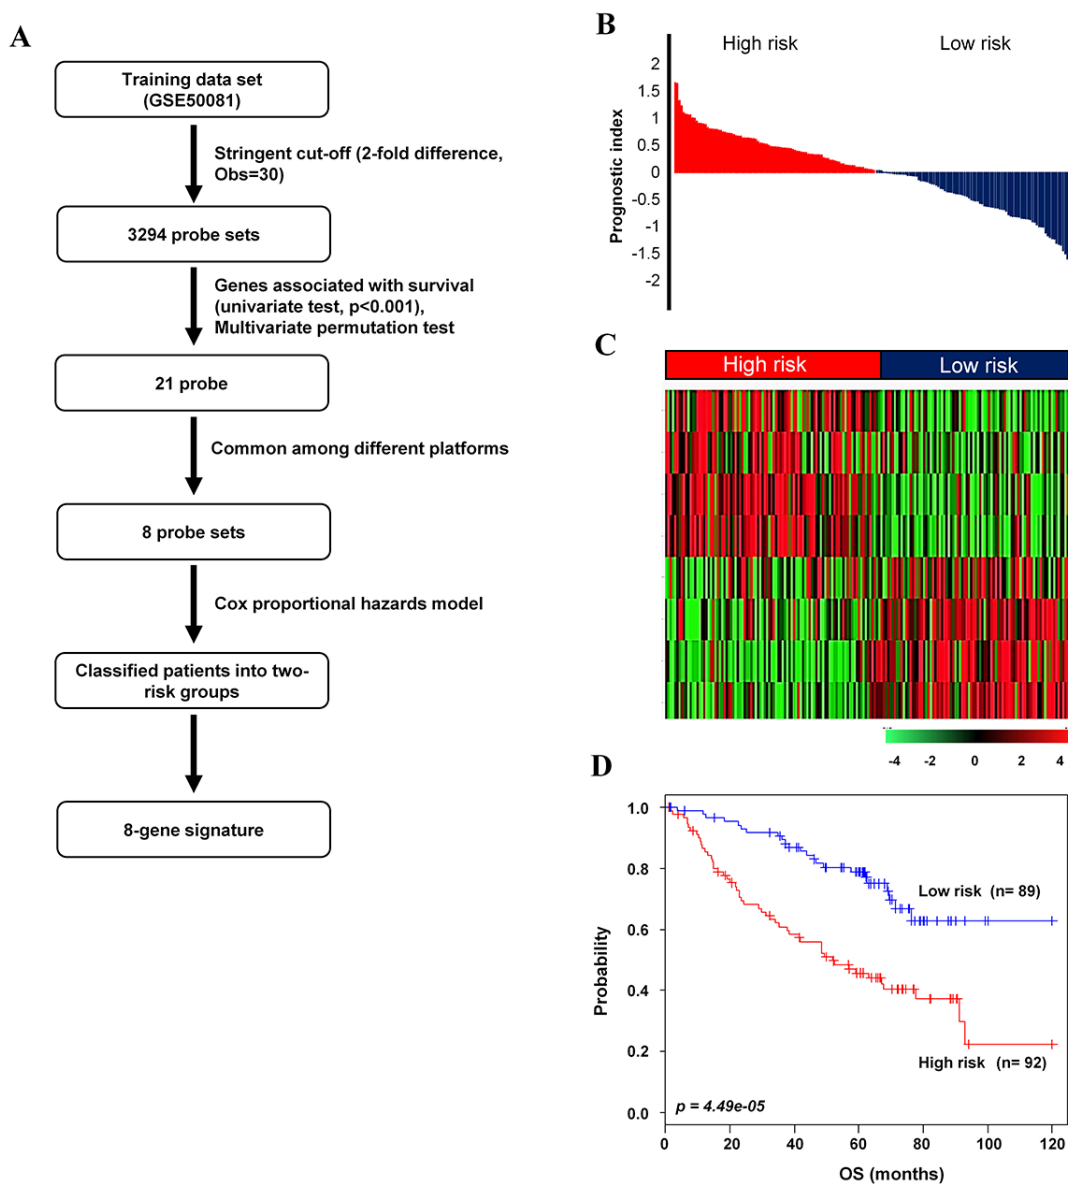 A
Training data set
(GSE50081)
Stringent cut-off (2-fold difference,
Obs=30)
3294 probe sets
Genes associated with survival
(univariate test, p<0.001),
Multivariate permutation test
21 probe
Common among different platforms
8 probe sets
Cox proportional hazards model
Classified patients into two-
risk groups
8-gene signature
B
High risk
Low risk
Prognostic index
2
1.5
1
0.5
0
-0.5
-1
-1.5
-2
C
High risk
Low risk
-4 -2 0 2 4
D
Probability
1.0
0.8
0.6
0.4
0.2
0.0
Low risk (n= 89)
High risk (n= 92)
p = 4.49e-05
0 20 40 60 80 100 120
OS (months)